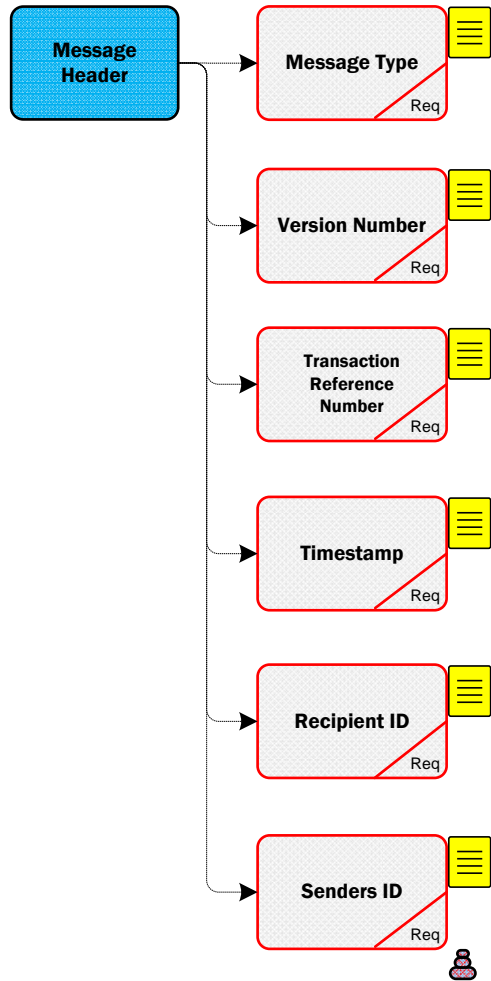 Message
Header
Message Type
Req
Version Number
Req
Transaction
Reference
Number
Req
Timestamp
Req
Recipient ID
Req
Senders ID
Req